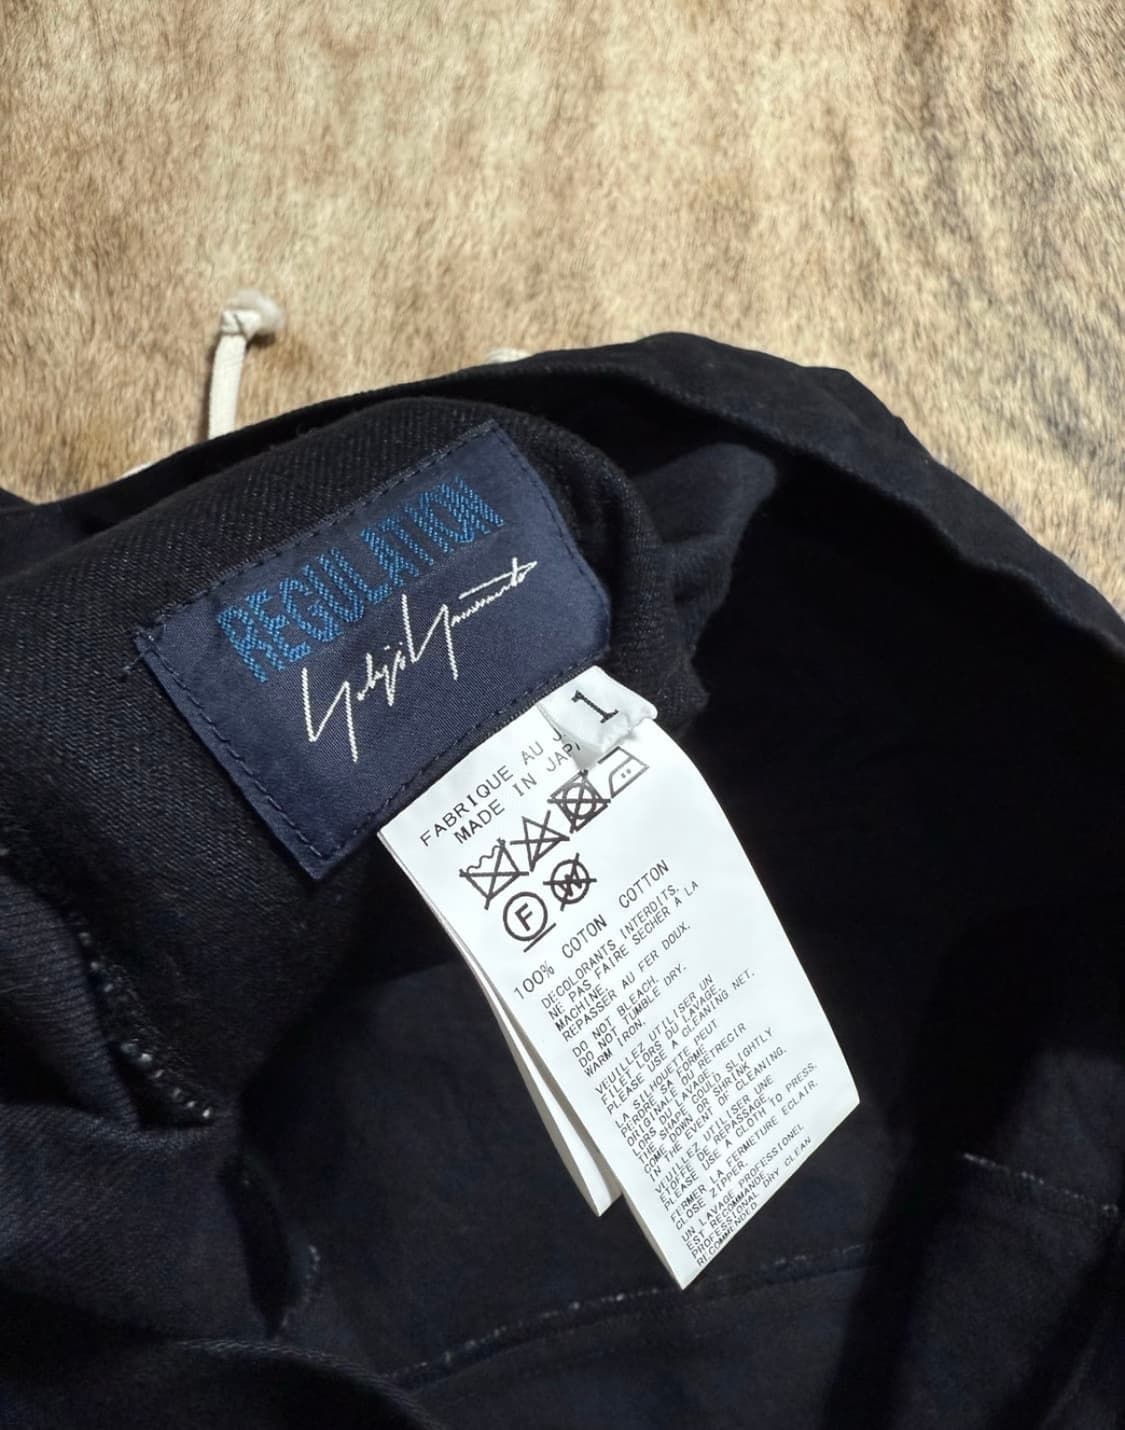 REGULATION
Yohji Yamamoto
1
FABRIQUE AU
MADE IN JAPA
F
W
100% COTON COTTON
DECOLORANTS INTERDITS.
NE PAS FAIRE SECHER A LA
MACHINE.
REPASSER AU FER DOUX.
DO NOT BLEACH.
DO NOT TUMBLE DRY.
WARM IRON.
VEUILLEZ UTILISER UN
FILET LORS DU LAVAGE.
PLEASE USE A CLEANING NET.
LA SILHOUETTE PEUT
PERDRE SA FORME
ORIGINALE OU RETRECIR
LORS DU LAVAGE.
THE SHAPE COULD SLIGHTLY
COME DOWN OR SHRINK
IN THE EVENT OF CLEANING.
VEUILLEZ UTILISER UNE
ETOFFE DE REPASSAGE.
PLEASE USE A CLOTH TO PRESS.
FERMER LA FERMETURE ECLAIR.
CLOSE ZIPPER.
UN LAVAGE PROFESSIONEL
EST RECOMMANDE.
PROFESSIONAL DRY CLEAN
RECOMMENDED.